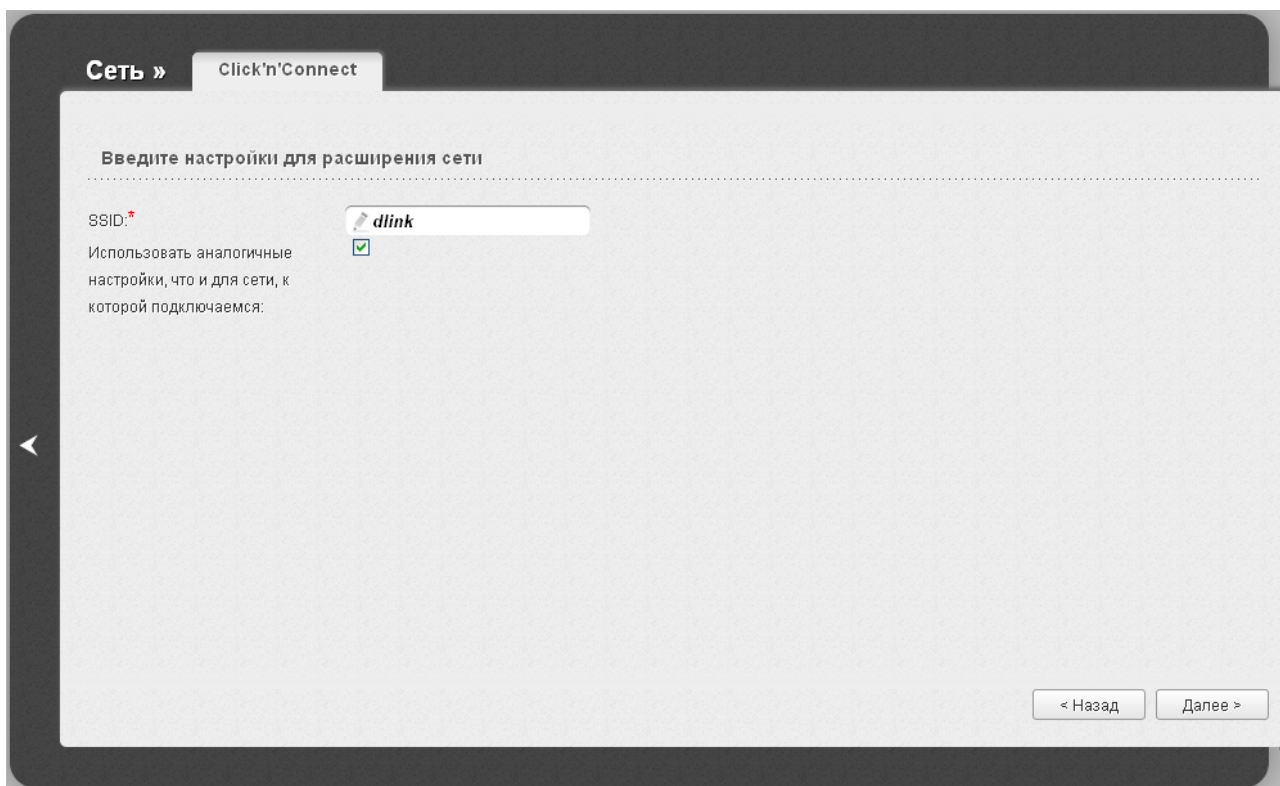 Сеть »
Click'n'Connect
Введите настройки для расширения сети
SSID:*
dlink
Использовать аналогичные
настройки, что и для сети, к
которой подключаемся:
< Назад
Далее >